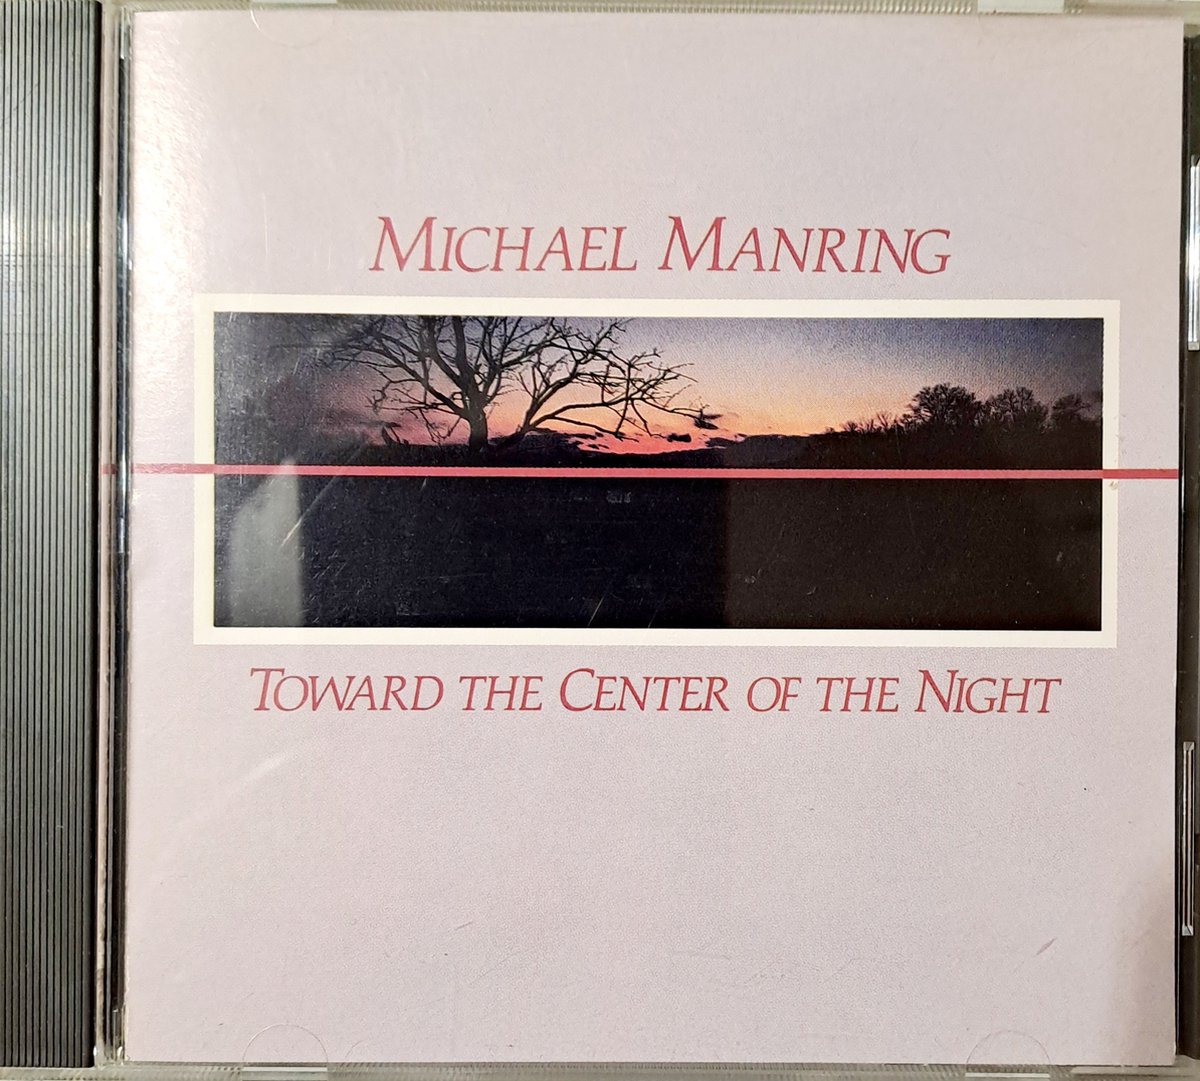 MICHAEL MANRING
TOWARD THE CENTER OF THE NIGHT